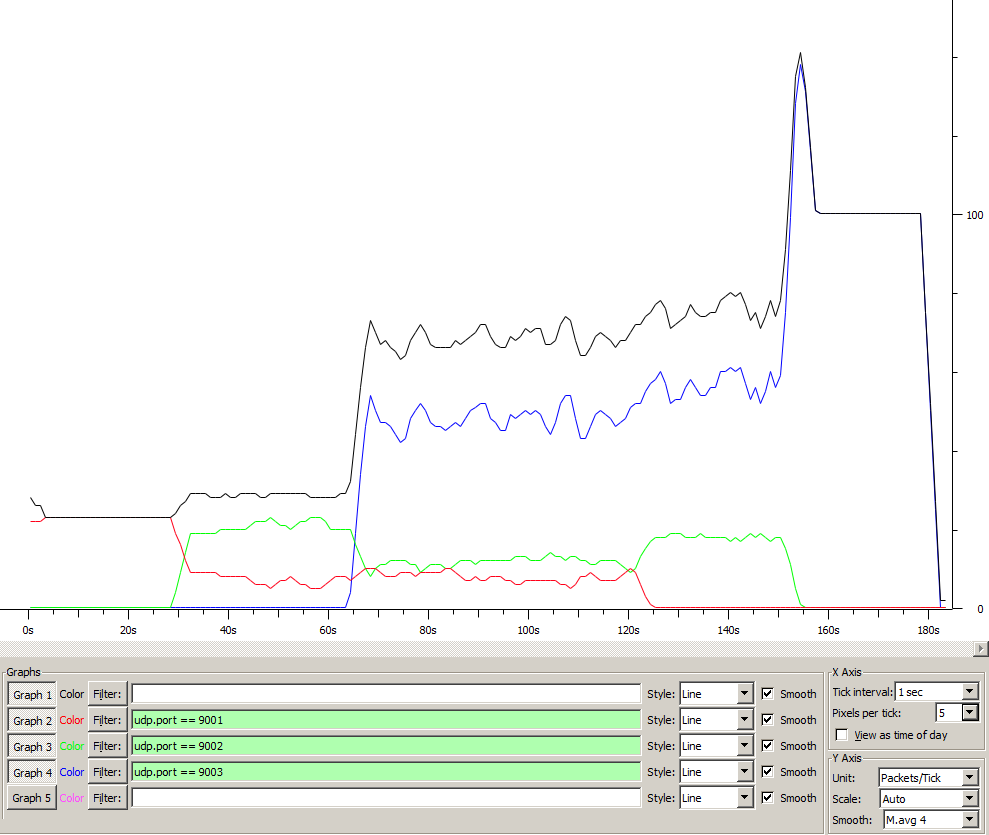 100
0
0s 20s 40s 60s 80s 100s 120s 140s 160s 180s
Graphs
Graph 1 Color Filter: Style: Line Smooth
Graph 2 Color Filter: udp.port == 9001 Style: Line Smooth
Graph 3 Color Filter: udp.port == 9002 Style: Line Smooth
Graph 4 Color Filter: udp.port == 9003 Style: Line Smooth
Graph 5 Color Filter: Style: Line Smooth
X Axis
Tick interval: 1 sec
Pixels per tick: 5
View as time of day
Y Axis
Unit: Packets/Tick
Scale: Auto
Smooth: M.avg 4